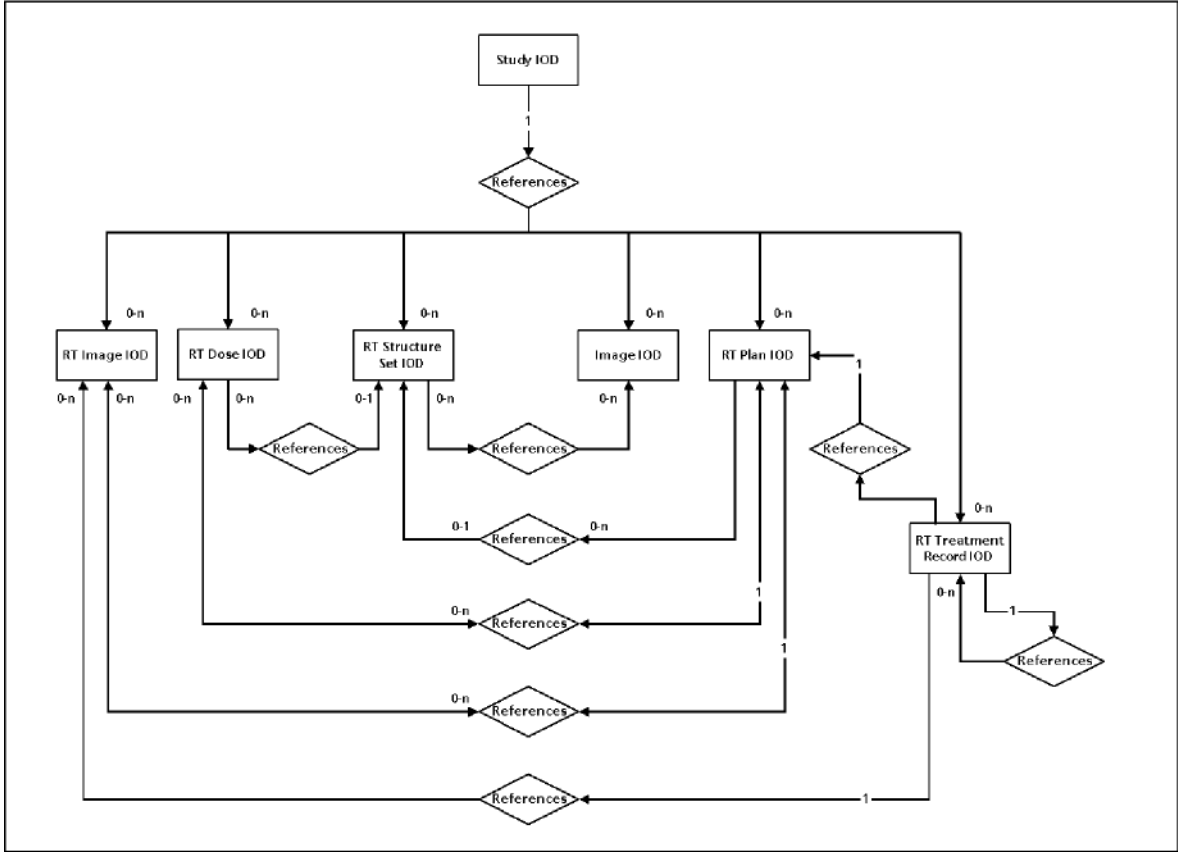 Study IOD
1
References
0-n
0-n
0-n
0-n
0-n
RT Image IOD
RT Dose IOD
RT Structure
Set IOD
Image IOD
RT Plan IOD
1
0-n
0-n
0-n
0-n
0-1
0-n
0-n
References
References
References
0-n
0-1
0-n
References
RT Treatment
Record IOD
0-n
0-n
References
1
1
References
1
0-n
References
References
1